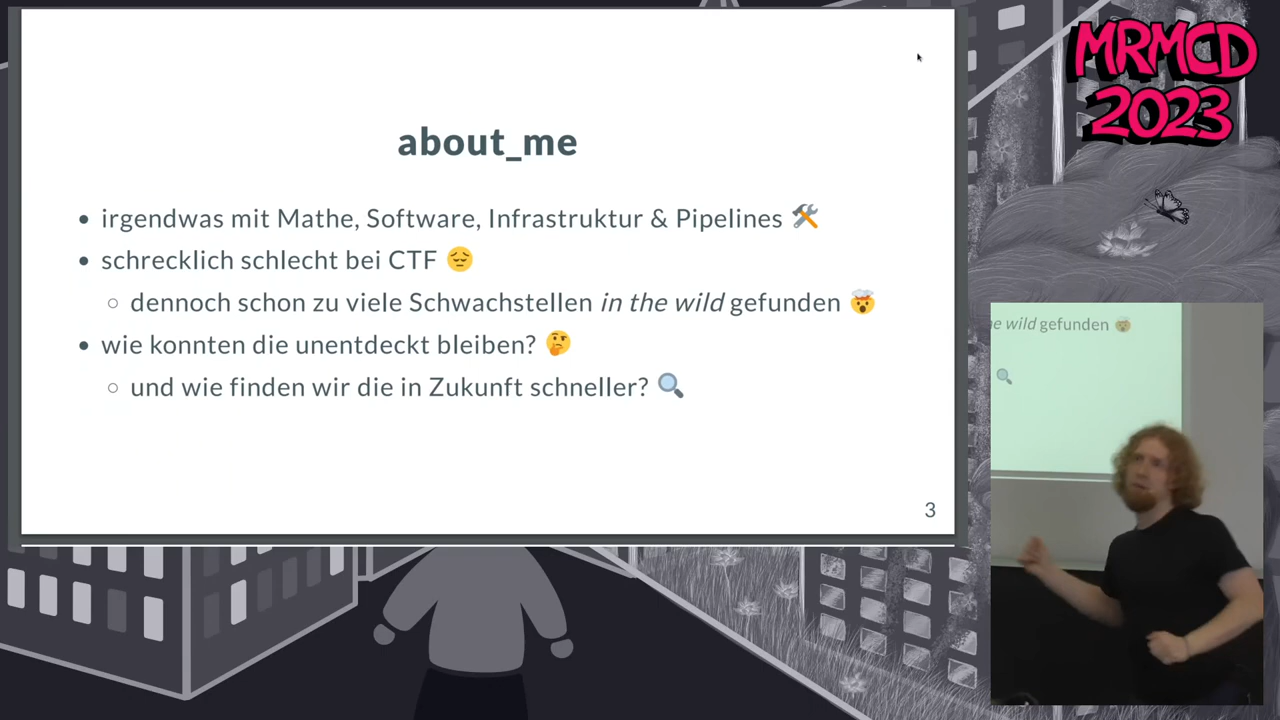 about_me
irgendwas mit Mathe, Software, Infrastruktur & Pipelines 🛠
schrecklich schlecht bei CTF 😔
dennoch schon zu viele Schwachstellen in the wild gefunden 🤯
wie konnten die unentdeckt bleiben? 🤔
und wie finden wir die in Zukunft schneller? 🔍
3
MRMCD
2023
e wild gefunden 🤯
🔍